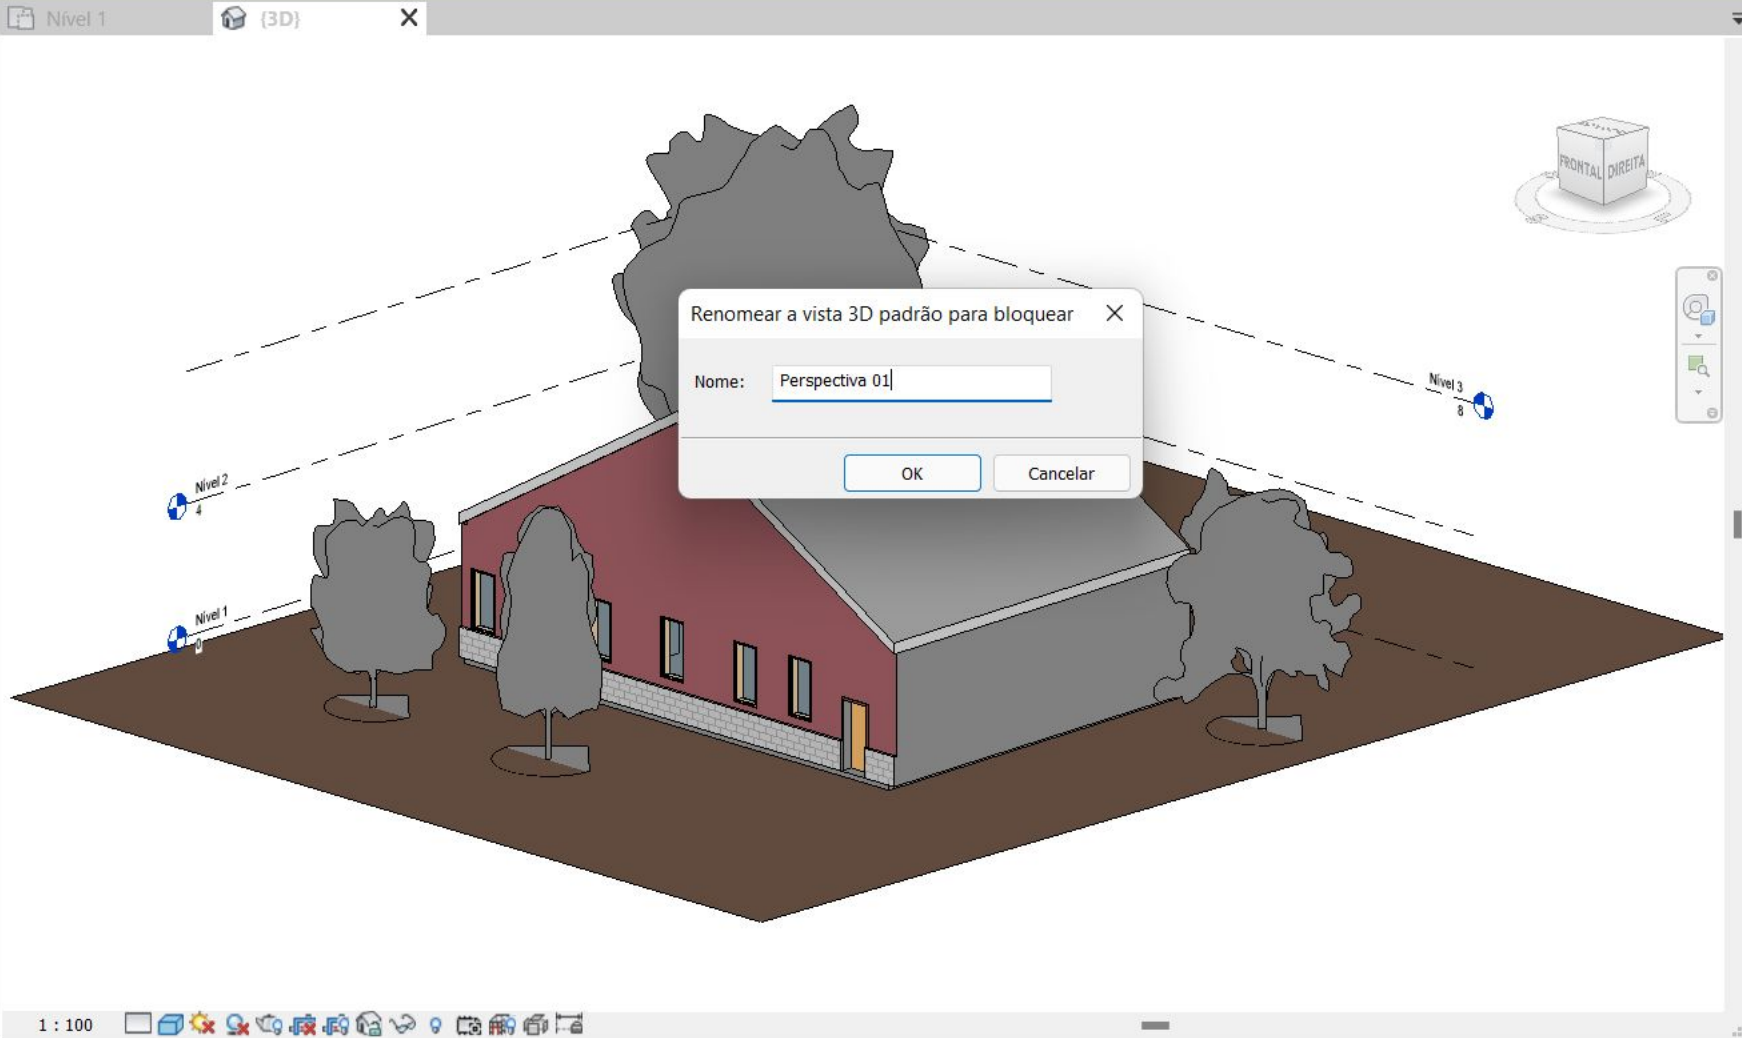 Nível 1
{3D}
FRONTAL
DIREITA
Renomear a vista 3D padrão para bloquear
Nome:
Perspectiva 01
OK
Cancelar
Nível 3
8
Nível 2
4
Nível 1
0
1 : 100